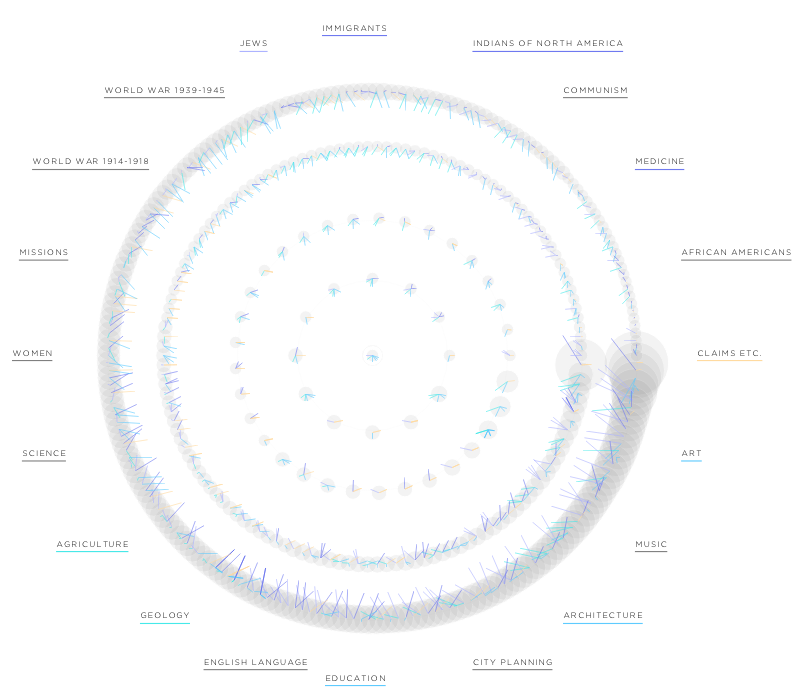 IMMIGRANTS
JEWS
INDIANS OF NORTH AMERICA
WORLD WAR 1939-1945
COMMUNISM
WORLD WAR 1914-1918
MEDICINE
MISSIONS
AFRICAN AMERICANS
WOMEN
CLAIMS ETC.
SCIENCE
ART
AGRICULTURE
MUSIC
GEOLOGY
ARCHITECTURE
ENGLISH LANGUAGE
CITY PLANNING
EDUCATION